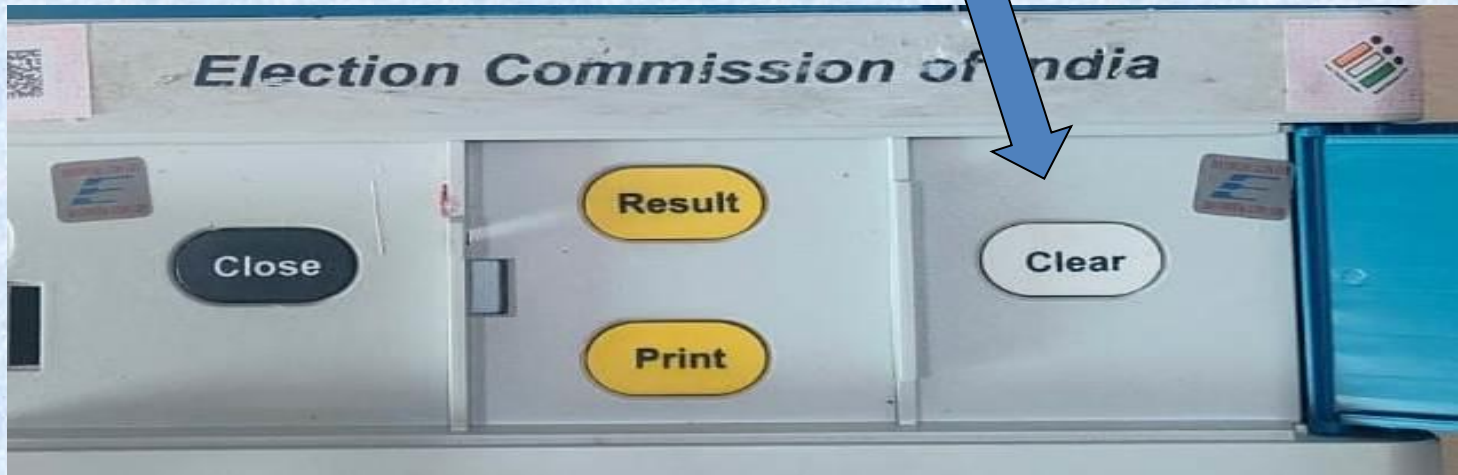 Election Commission of India
Result
Close
Clear
Print